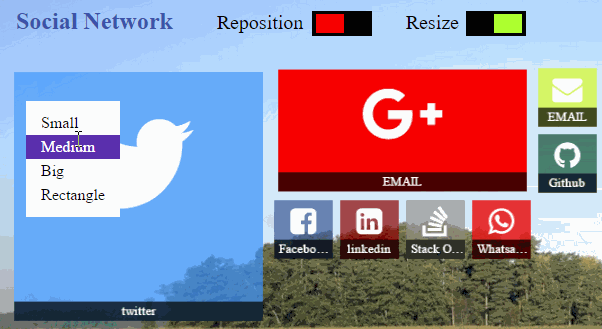 Social Network
Reposition
Resize
Small
Medium
Big
Rectangle
twitter
G+
EMAIL
EMAIL
Github
Facebo...
linkedin
Stack O...
Whatsa...